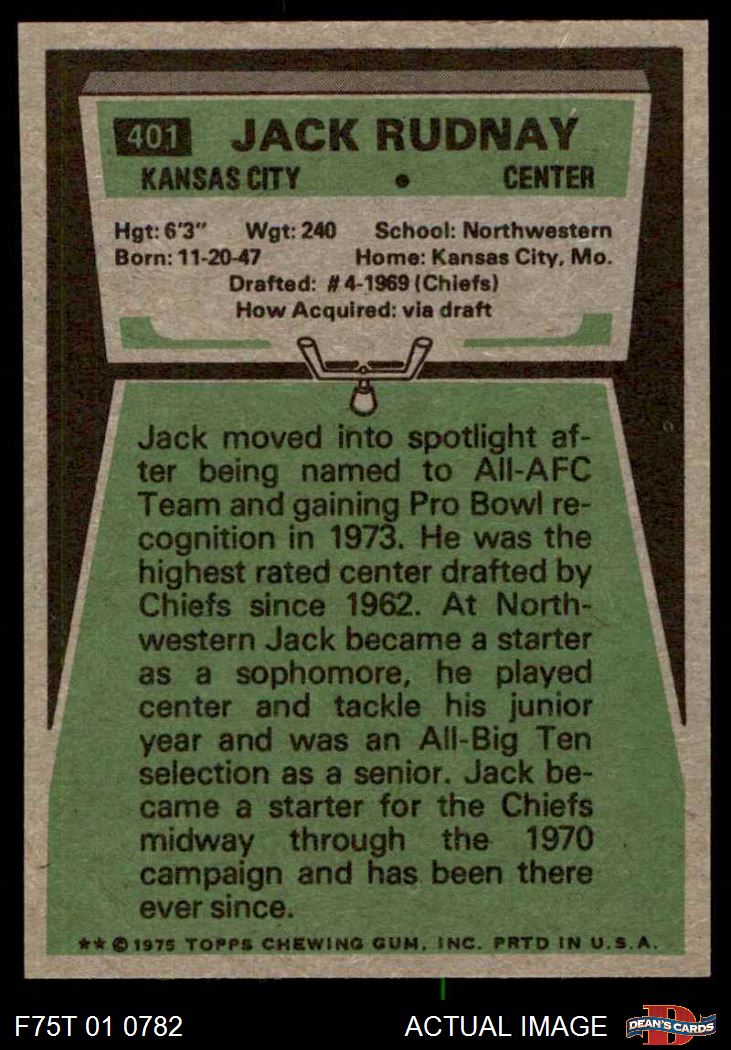 401 JACK RUDNAY
KANSAS CITY • CENTER
Hgt: 6'3" Wgt: 240 School: Northwestern
Born: 11-20-47 Home: Kansas City, Mo.
Drafted: #4-1969 (Chiefs)
How Acquired: via draft
Jack moved into spotlight af-
ter being named to All-AFC
Team and gaining Pro Bowl re-
cognition in 1973. He was the
highest rated center drafted by
Chiefs since 1962. At North-
western Jack became a starter
as a sophomore, he played
center and tackle his junior
year and was an All-Big Ten
selection as a senior. Jack be-
came a starter for the Chiefs
midway through the 1970
campaign and has been there
ever since.
** © 1975 TOPPS CHEWING GUM, INC. PRTD IN U.S.A.
F75T 01 0782 ACTUAL IMAGE D DEAN'S CARDS